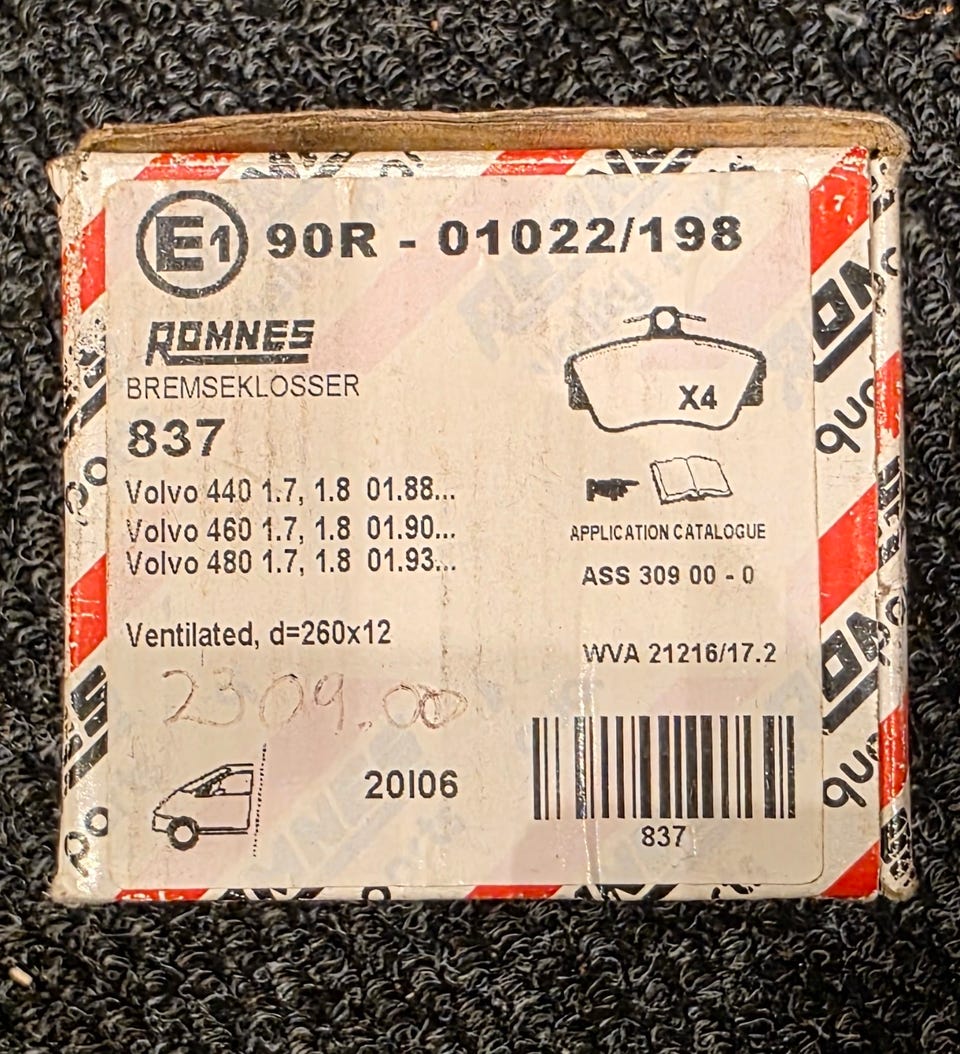 E1 90R - 01022/198
ROMNES
BREMSEKLOSSER
837
X4
Volvo 440 1.7, 1.8 01.88...
Volvo 460 1.7, 1.8 01.90...
Volvo 480 1.7, 1.8 01.93...
APPLICATION CATALOGUE
ASS 309 00 - 0
Ventilated, d=260x12
WVA 21216/17.2
2309.00
20I06
837